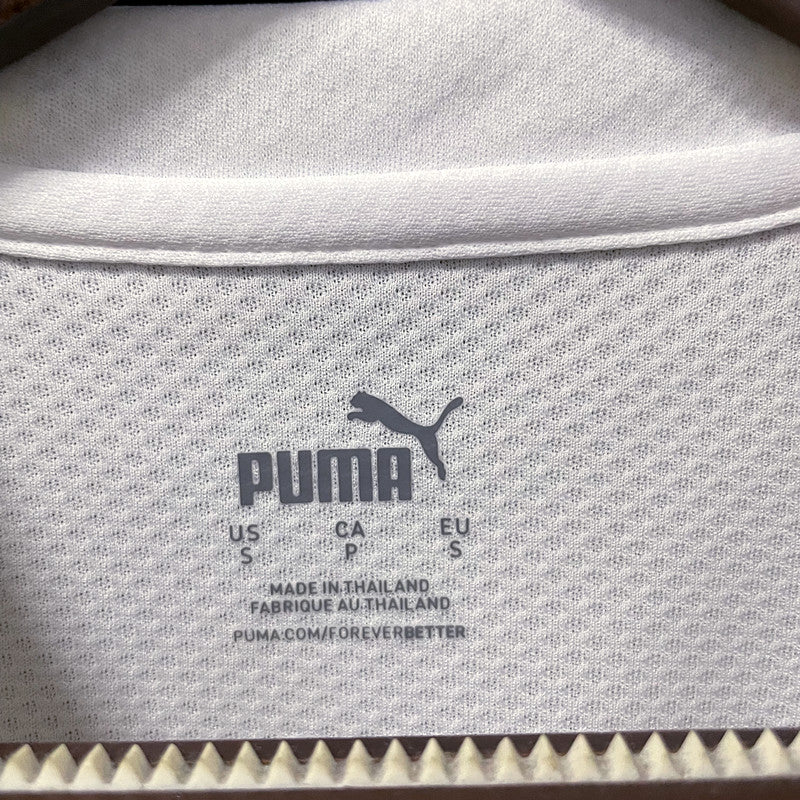 PUMA
US CA EU
S P S
MADE IN THAILAND
FABRIQUE AU THAILAND
PUMA.COM/FOREVERBETTER